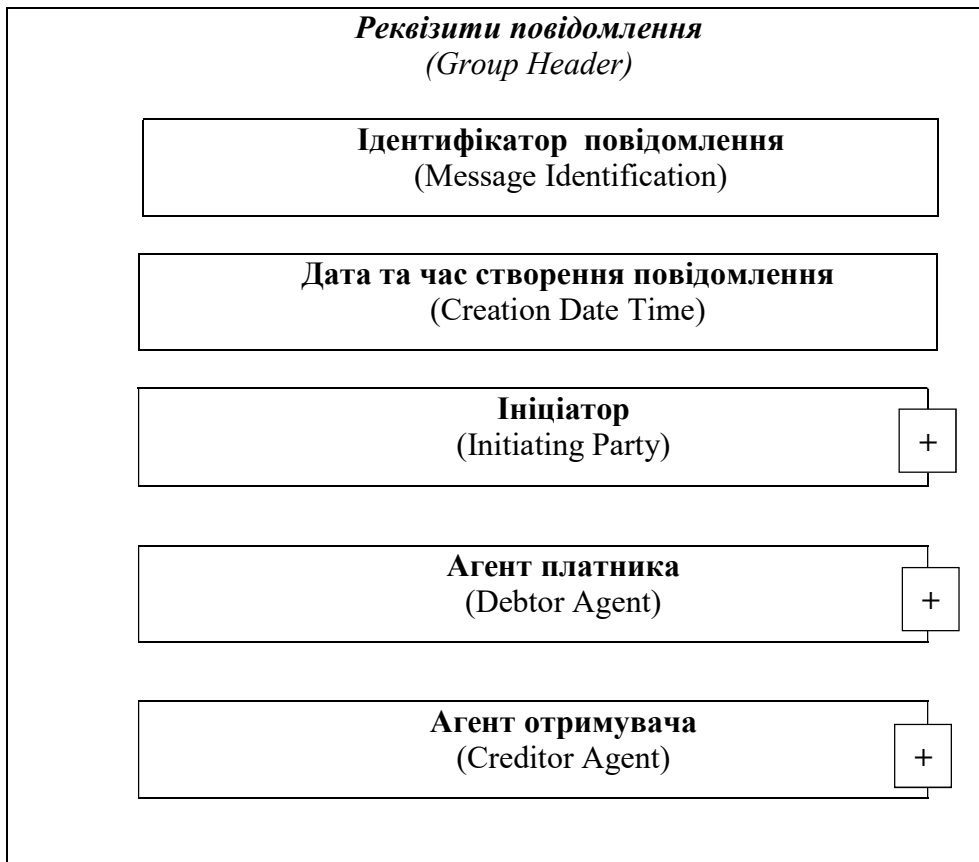 Реквізити повідомлення
(Group Header)
Ідентифікатор повідомлення
(Message Identification)
Дата та час створення повідомлення
(Creation Date Time)
Ініціатор
(Initiating Party)
+
Агент платника
(Debtor Agent)
+
Агент отримувача
(Creditor Agent)
+